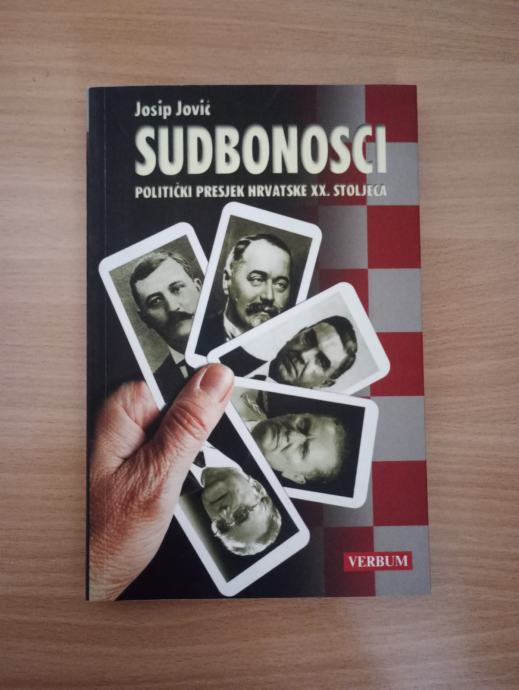 Josip Jović
SUDBONOSCI
POLITIČKI PRESJEK HRVATSKE XX. STOLJEĆA
VERBUM